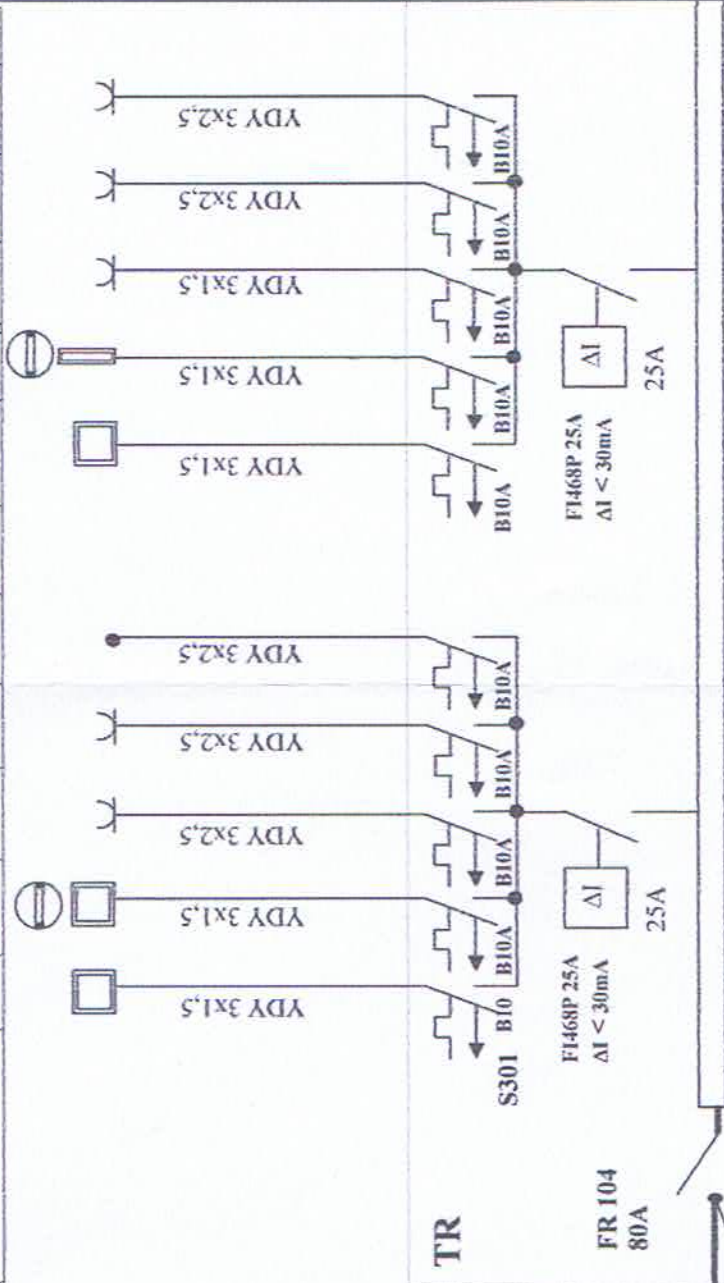 YDY 3x1,5
YDY 3x1,5
YDY 3x2,5
YDY 3x2,5
YDY 3x2,5
YDY 3x1,5
YDY 3x1,5
YDY 3x1,5
YDY 3x2,5
YDY 3x2,5
TR
S301
B10
B10A
B10A
B10A
B10A
B10A
B10A
B10A
B10A
B10A
FI468P 25A
ΔI < 30mA
ΔI
25A
FI468P 25A
ΔI < 30mA
ΔI
25A
FR 104
80A